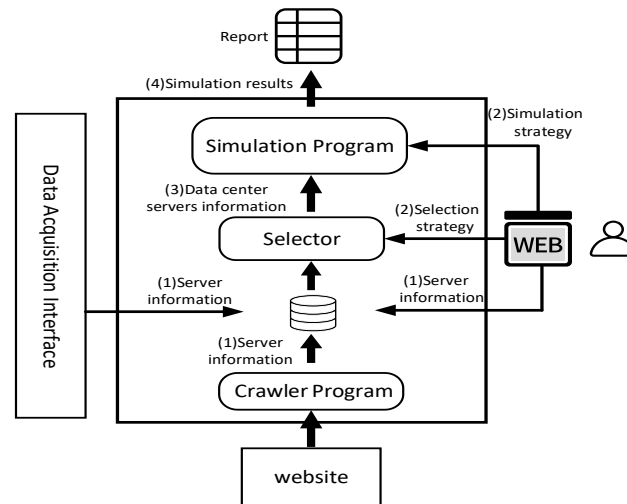 Report
(4)Simulation results
(2)Simulation
strategy
Simulation Program
(3)Data center
servers information
(2)Selection
strategy
Selector
WEB
Data Acquisition Interface
(1)Server
information
(1)Server
information
(1)Server
information
Crawler Program
website